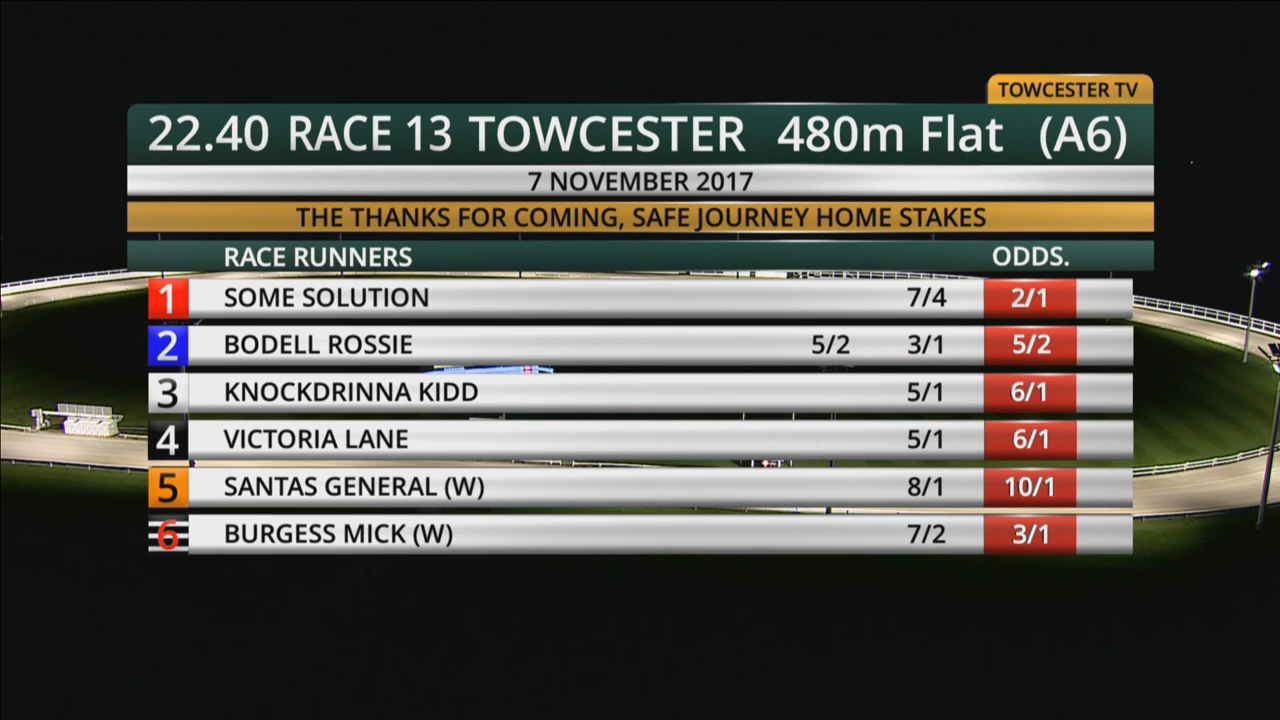 TOWCESTER TV
22.40 RACE 13 TOWCESTER 480m Flat (A6)
7 NOVEMBER 2017
THE THANKS FOR COMING, SAFE JOURNEY HOME STAKES
RACE RUNNERS ODDS.
1 SOME SOLUTION 7/4 2/1
2 BODELL ROSSIE 5/2 3/1 5/2
3 KNOCKDRINNA KIDD 5/1 6/1
4 VICTORIA LANE 5/1 6/1
5 SANTAS GENERAL (W) 8/1 10/1
6 BURGESS MICK (W) 7/2 3/1